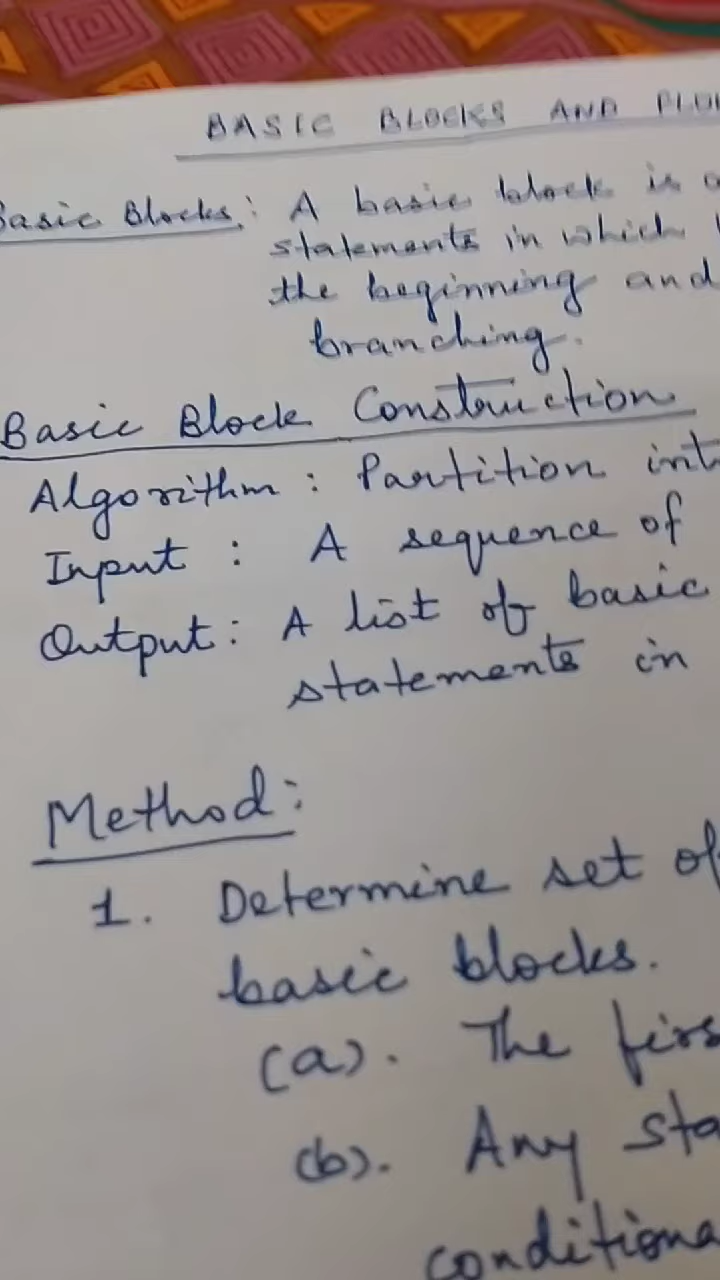 BASIC BLOCKS AND
Basic Blocks: A basic block is a
statements in which
the beginning and
branching.
Basic Block Construction
Algorithm: Partition int
Input : A sequence of
Output: A list of basic
statements in
Method:
1. Determine set of
basic blocks.
(a). The firs
(b). Any sta
conditiona